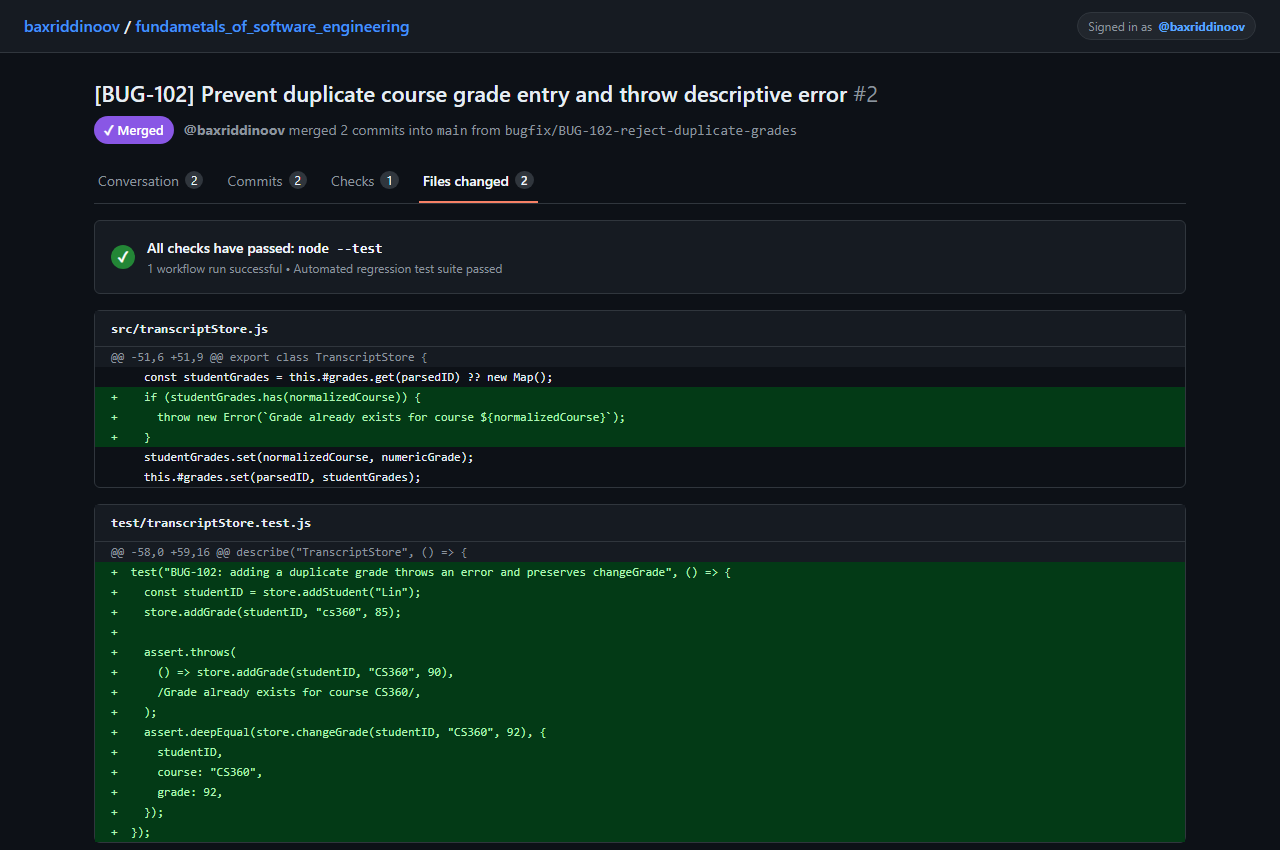 baxriddinoov / fundametals_of_software_engineering
Signed in as @baxriddinoov
[BUG-102] Prevent duplicate course grade entry and throw descriptive error #2
✓ Merged @baxriddinoov merged 2 commits into main from bugfix/BUG-102-reject-duplicate-grades
Conversation 2 Commits 2 Checks 1 Files changed 2
✓ All checks have passed: node --test
1 workflow run successful • Automated regression test suite passed
src/transcriptStore.js
@@ -51,6 +51,9 @@ export class TranscriptStore {
    const studentGrades = this.#grades.get(parsedID) ?? new Map();
+    if (studentGrades.has(normalizedCourse)) {
+      throw new Error(`Grade already exists for course ${normalizedCourse}`);
+    }
    studentGrades.set(normalizedCourse, numericGrade);
    this.#grades.set(parsedID, studentGrades);
test/transcriptStore.test.js
@@ -58,0 +59,16 @@ describe("TranscriptStore", () => {
+  test("BUG-102: adding a duplicate grade throws an error and preserves changeGrade", () => {
+    const studentID = store.addStudent("Lin");
+    store.addGrade(studentID, "cs360", 85);
+
+    assert.throws(
+      () => store.addGrade(studentID, "CS360", 90),
+      /Grade already exists for course CS360/,
+    );
+    assert.deepEqual(store.changeGrade(studentID, "CS360", 92), {
+      studentID,
+      course: "CS360",
+      grade: 92,
+    });
+  });